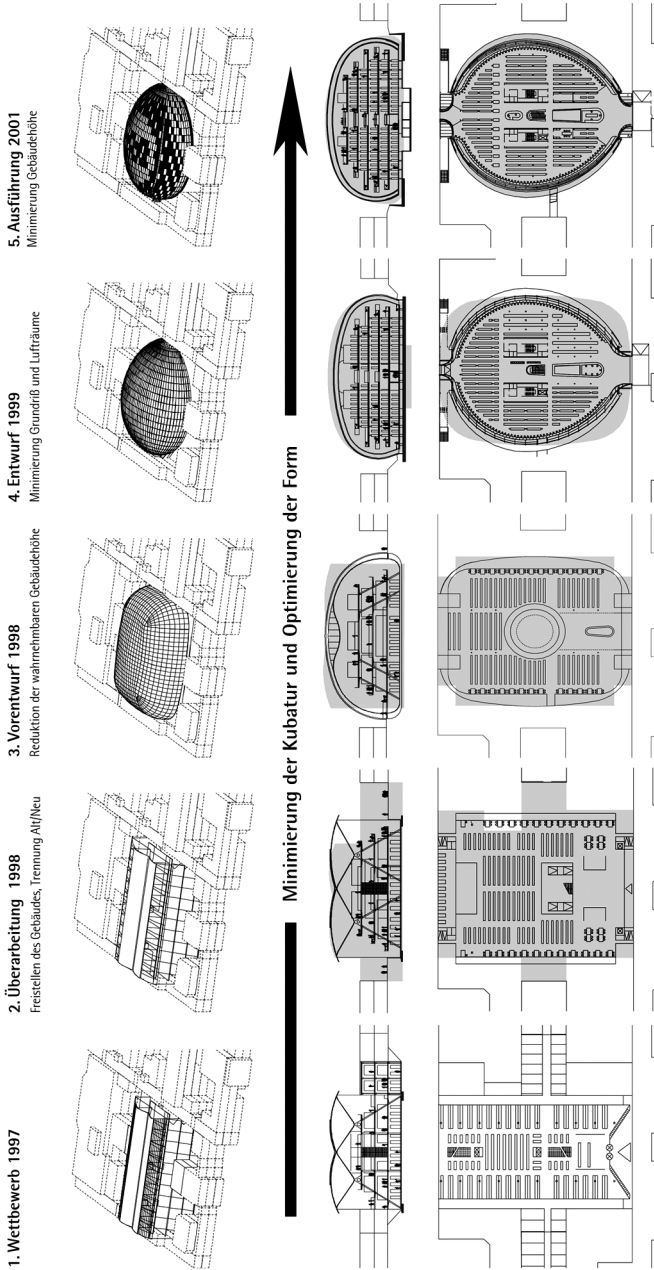 1. Wettbewerb 1997
2. Überarbeitung 1998
Freistellen des Gebäudes, Trennung Alt/Neu
3. Vorentwurf 1998
Reduktion der wahrnehmbaren Gebäudehöhe
4. Entwurf 1999
Minimierung Grundriß und Lufträume
5. Ausführung 2001
Minimierung Gebäudehöhe
Minimierung der Kubatur und Optimierung der Form